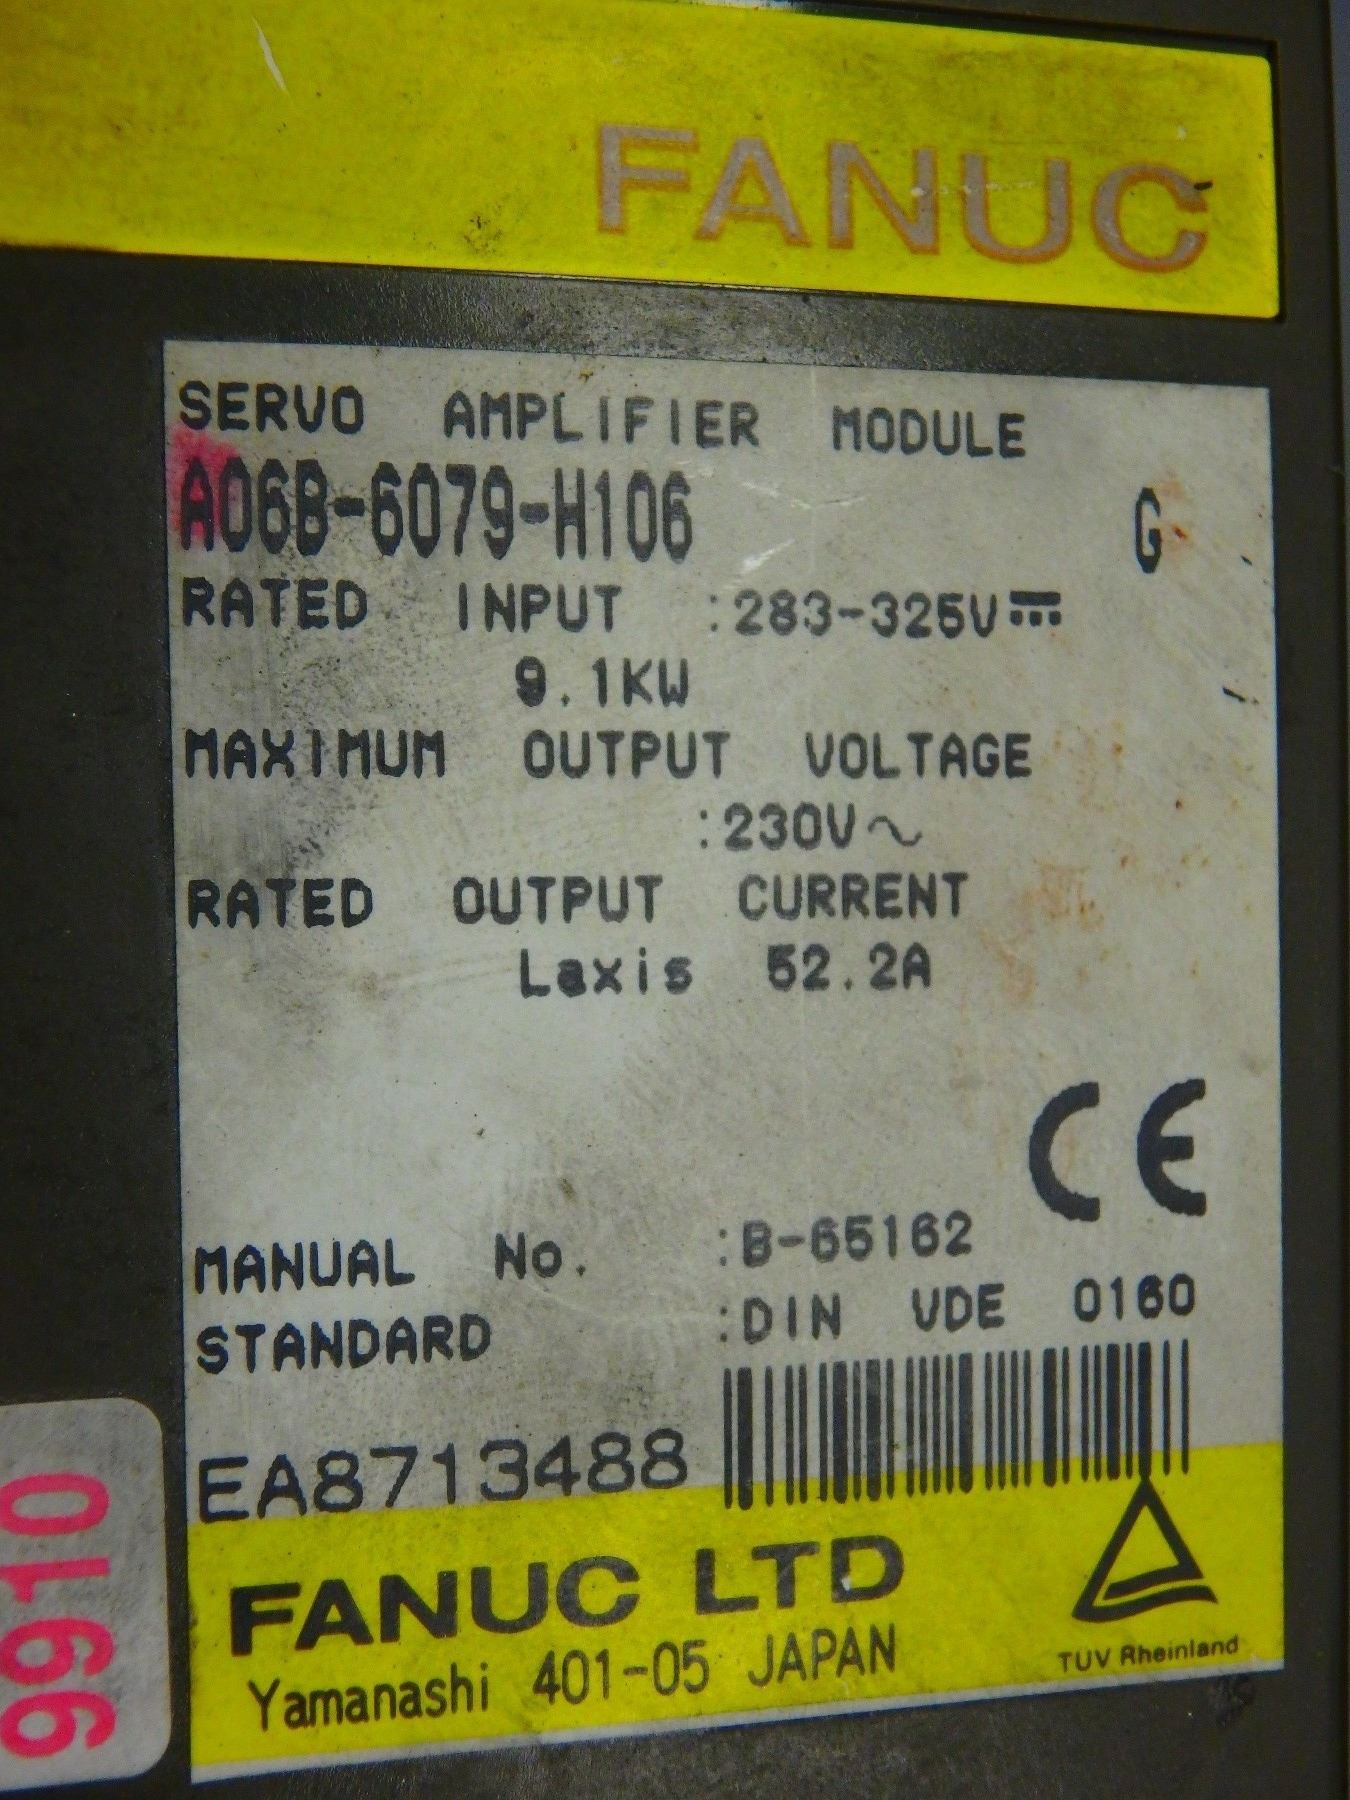 FANUC
SERVO AMPLIFIER MODULE
A06B-6079-H106 G
RATED INPUT :283-325V⎓
9.1KW
MAXIMUM OUTPUT VOLTAGE
:230V～
RATED OUTPUT CURRENT
Laxis 52.2A
CE
MANUAL No. :B-65162
STANDARD :DIN VDE 0160
EA8713488
FANUC LTD
Yamanashi 401-05 JAPAN
TÜV Rheinland
9910